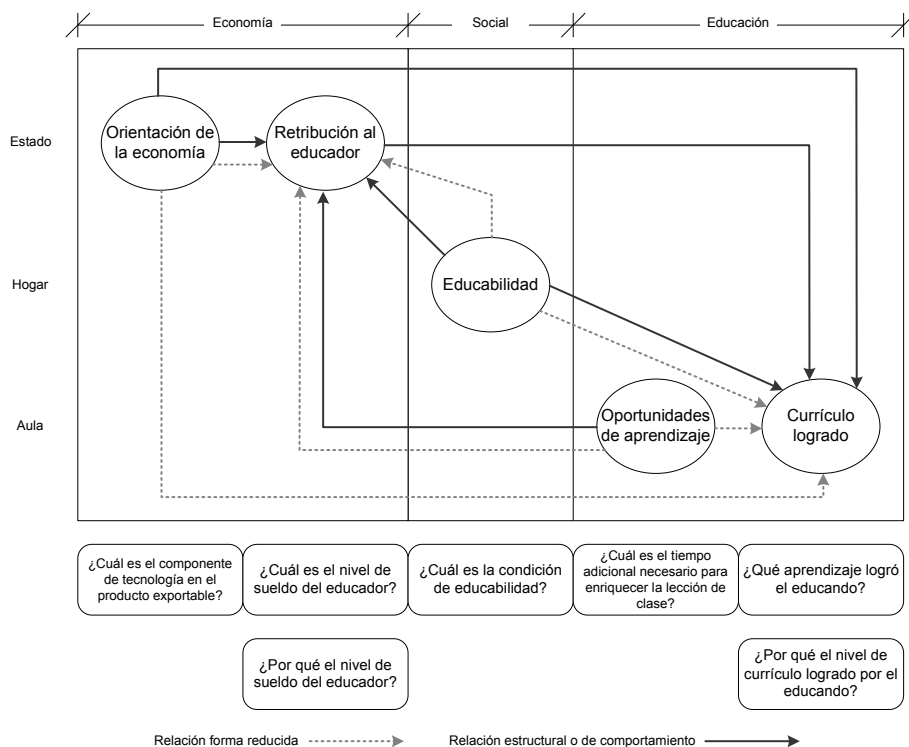 Economía
Social
Educación
Estado
Orientación de
la economía
Retribución al
educador
Hogar
Educabilidad
Aula
Oportunidades
de aprendizaje
Currículo
logrado
¿Cuál es el componente
de tecnología en el
producto exportable?
¿Cuál es el nivel de
sueldo del educador?
¿Cuál es la condición
de educabilidad?
¿Cuál es el tiempo
adicional necesario para
enriquecer la lección de
clase?
¿Qué aprendizaje logró
el educando?
¿Por qué el nivel de
sueldo del educador?
¿Por qué el nivel de
currículo logrado por el
educando?
Relación forma reducida
Relación estructural o de comportamiento